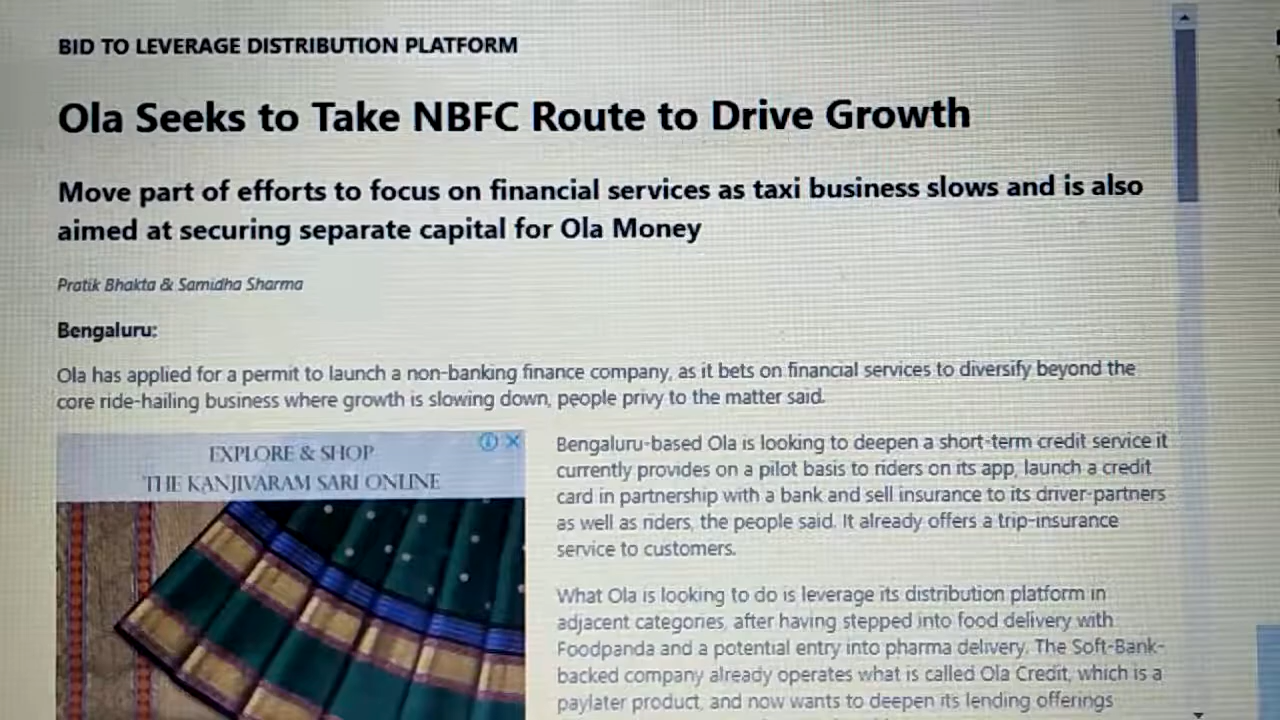 BID TO LEVERAGE DISTRIBUTION PLATFORM
Ola Seeks to Take NBFC Route to Drive Growth
Move part of efforts to focus on financial services as taxi business slows and is also
aimed at securing separate capital for Ola Money
Pratik Bhakta & Samidha Sharma
Bengaluru:
Ola has applied for a permit to launch a non-banking finance company, as it bets on financial services to diversify beyond the
core ride-hailing business where growth is slowing down, people privy to the matter said.
EXPLORE & SHOP
THE KANJIVARAM SARI ONLINE
Bengaluru-based Ola is looking to deepen a short-term credit service it
currently provides on a pilot basis to riders on its app, launch a credit
card in partnership with a bank and sell insurance to its driver-partners
as well as riders, the people said. It already offers a trip-insurance
service to customers.
What Ola is looking to do is leverage its distribution platform in
adjacent categories, after having stepped into food delivery with
Foodpanda and a potential entry into pharma delivery. The Soft-Bank-
backed company already operates what is called Ola Credit, which is a
paylater product, and now wants to deepen its lending offerings